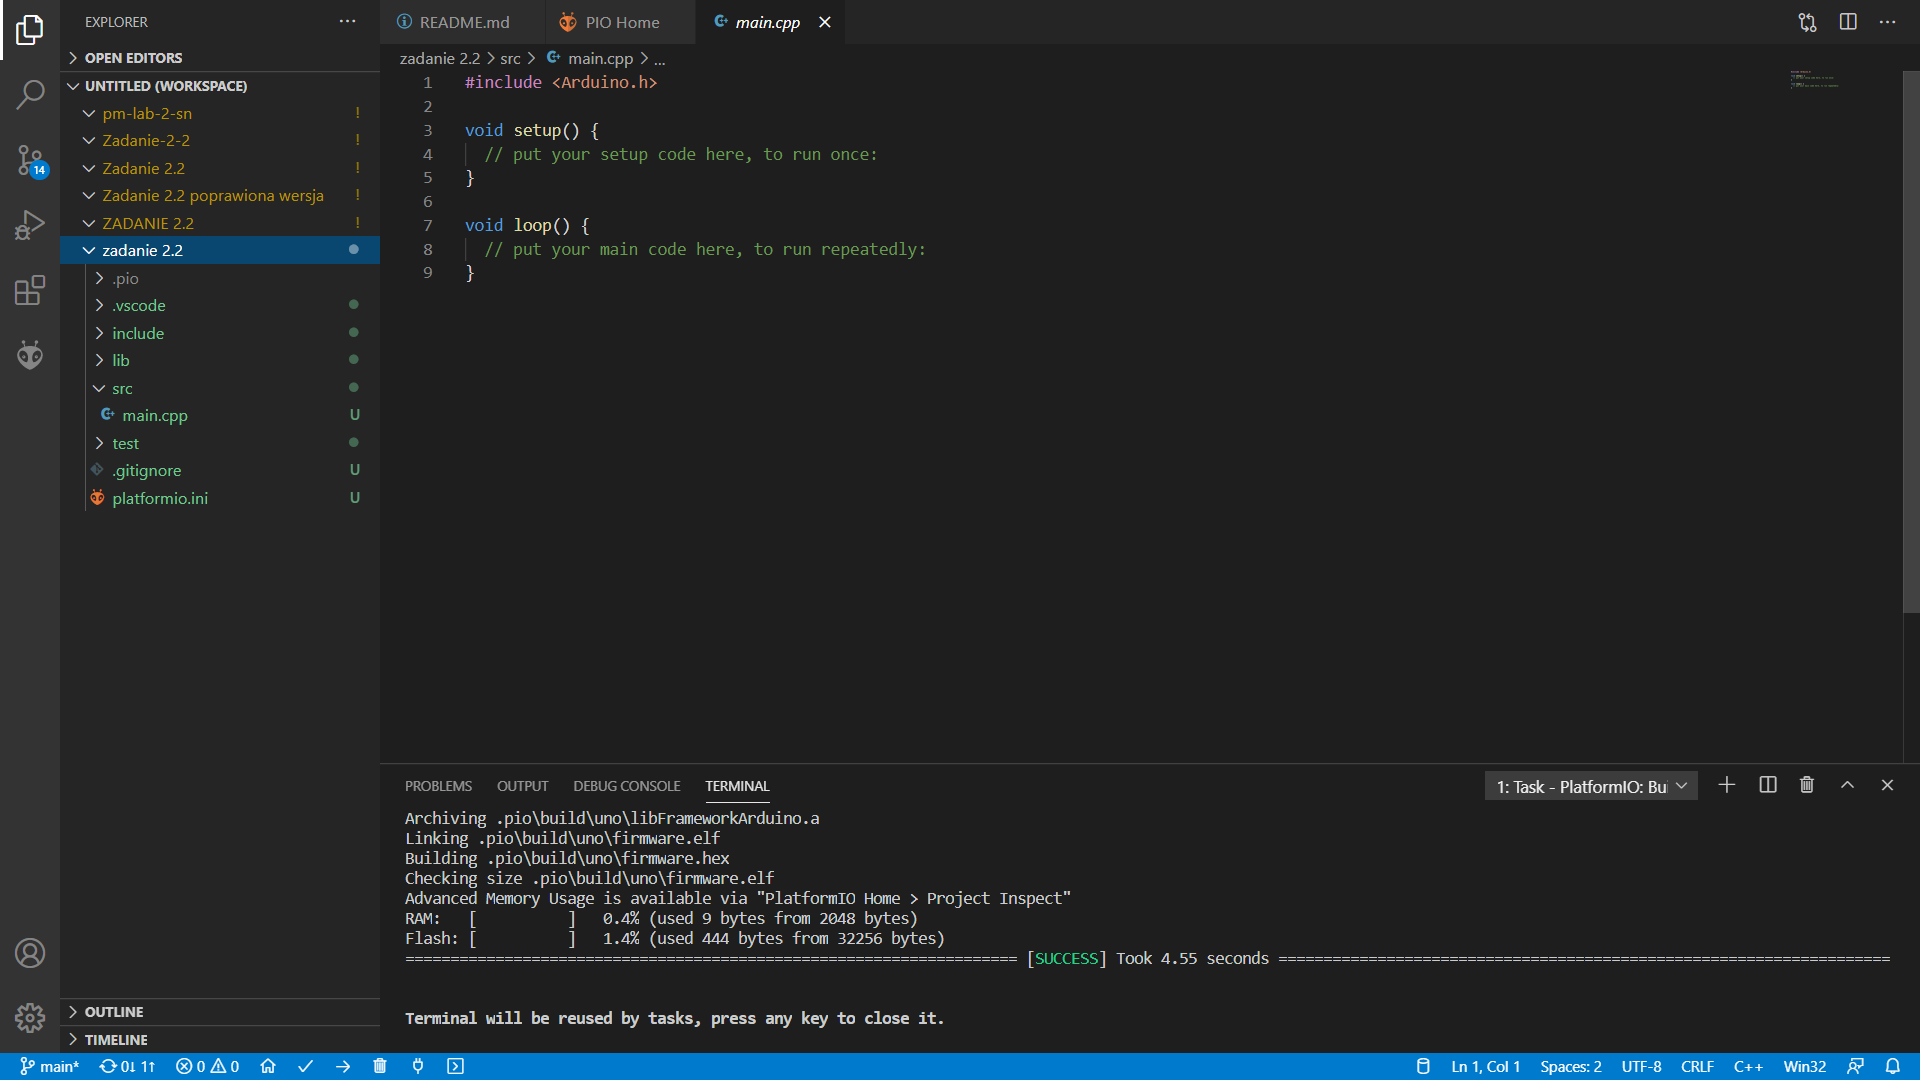 EXPLORER
OPEN EDITORS
UNTITLED (WORKSPACE)
pm-lab-2-sn !
Zadanie-2-2 !
Zadanie 2.2 !
Zadanie 2.2 poprawiona wersja !
ZADANIE 2.2 !
zadanie 2.2
.pio
.vscode
include
lib
src
main.cpp U
test
.gitignore U
platformio.ini U
OUTLINE
TIMELINE
14
README.md PIO Home main.cpp
zadanie 2.2 > src > main.cpp > ...
1 #include <Arduino.h>
2
3 void setup() {
4 // put your setup code here, to run once:
5 }
6
7 void loop() {
8 // put your main code here, to run repeatedly:
9 }
PROBLEMS OUTPUT DEBUG CONSOLE TERMINAL
1: Task - PlatformIO: Bui
Archiving .pio\build\uno\libFrameworkArduino.a
Linking .pio\build\uno\firmware.elf
Building .pio\build\uno\firmware.hex
Checking size .pio\build\uno\firmware.elf
Advanced Memory Usage is available via "PlatformIO Home > Project Inspect"
RAM: [          ] 0.4% (used 9 bytes from 2048 bytes)
Flash: [          ] 1.4% (used 444 bytes from 32256 bytes)
==================================================================== [SUCCESS] Took 4.55 seconds ====================================================================
Terminal will be reused by tasks, press any key to close it.
main* 0↓ 1↑ 0 0 Ln 1, Col 1 Spaces: 2 UTF-8 CRLF C++ Win32